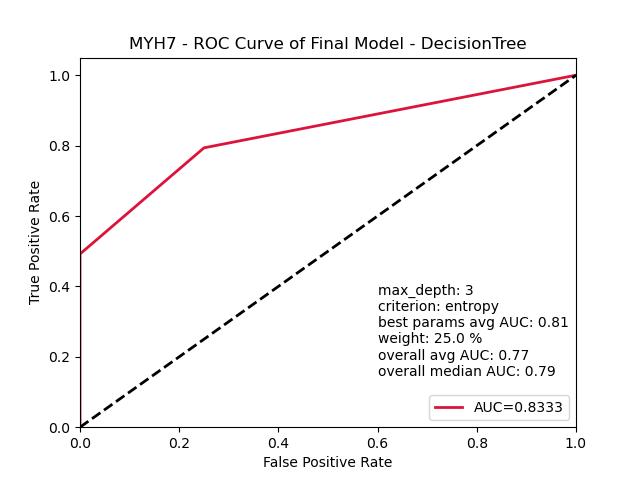 MYH7 - ROC Curve of Final Model - DecisionTree
True Positive Rate
1.0
0.8
0.6
0.4
0.2
0.0
max_depth: 3
criterion: entropy
best params avg AUC: 0.81
weight: 25.0 %
overall avg AUC: 0.77
overall median AUC: 0.79
AUC=0.8333
0.0 0.2 0.4 0.6 0.8 1.0
False Positive Rate